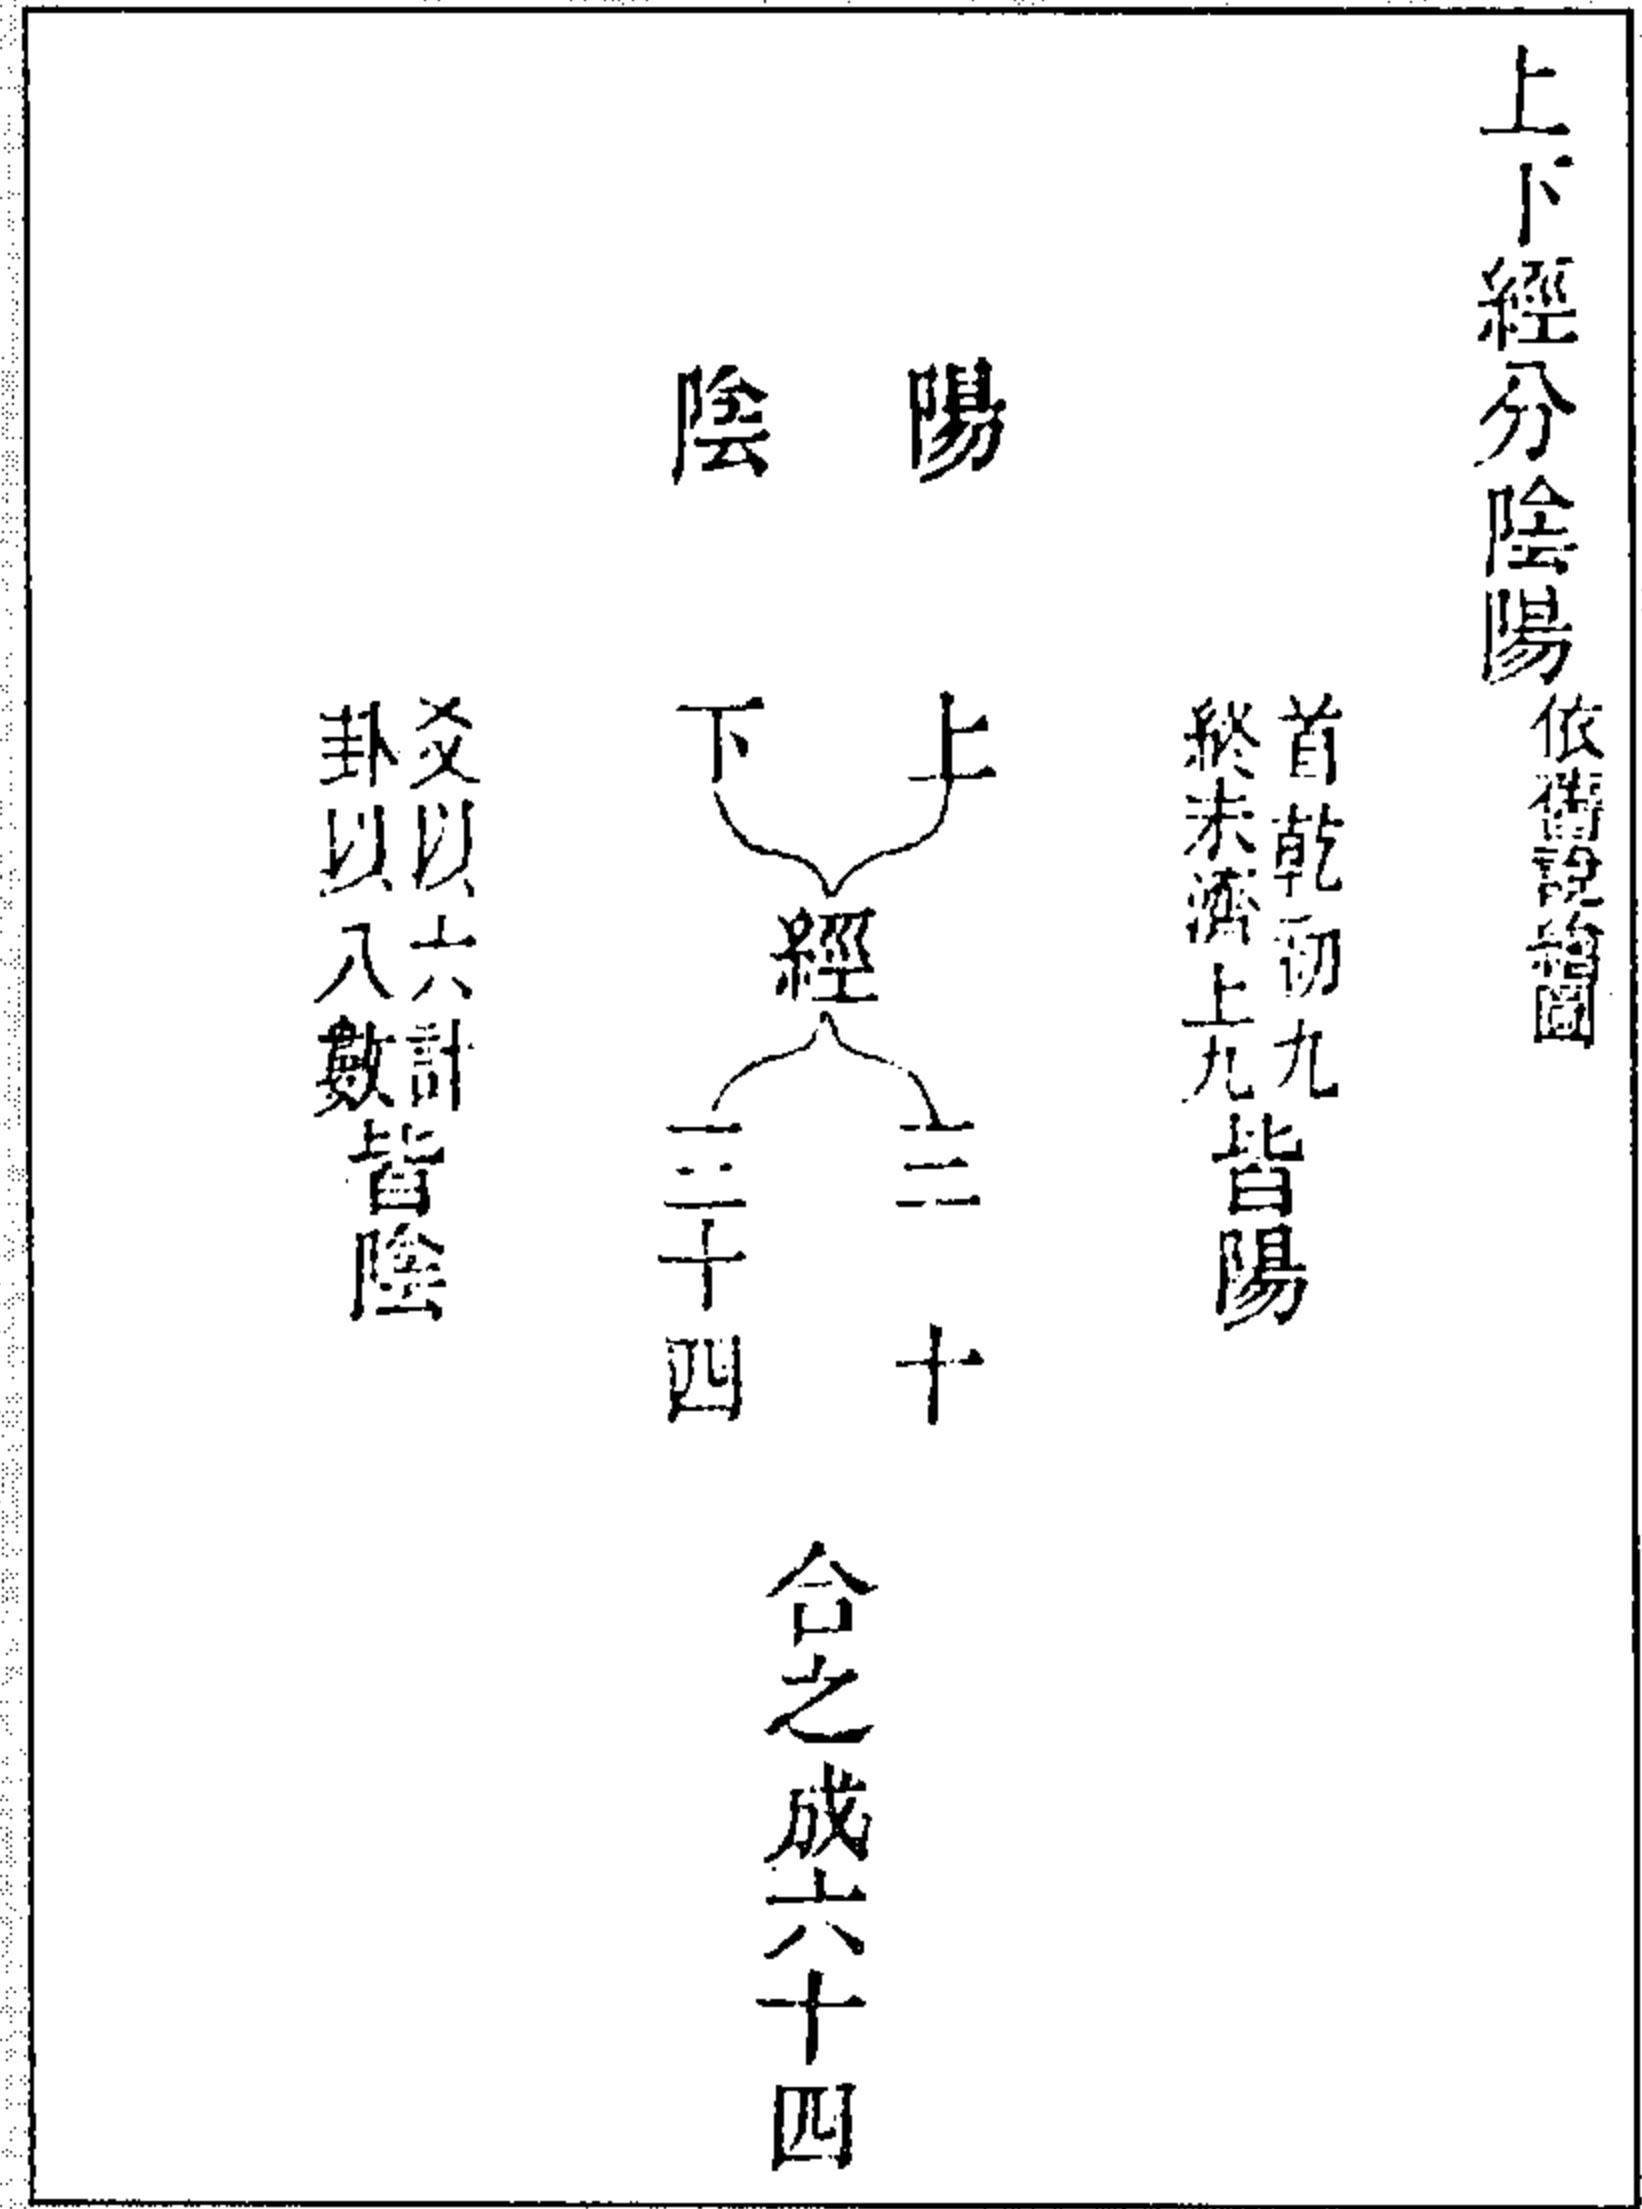 上下經分陰陽 依衢說始圖
首乾初九
終未濟上九
皆陽
陽 上
陰 下
經
三十
三十四
合之成六十四
爻以六計
卦以八數
皆陰